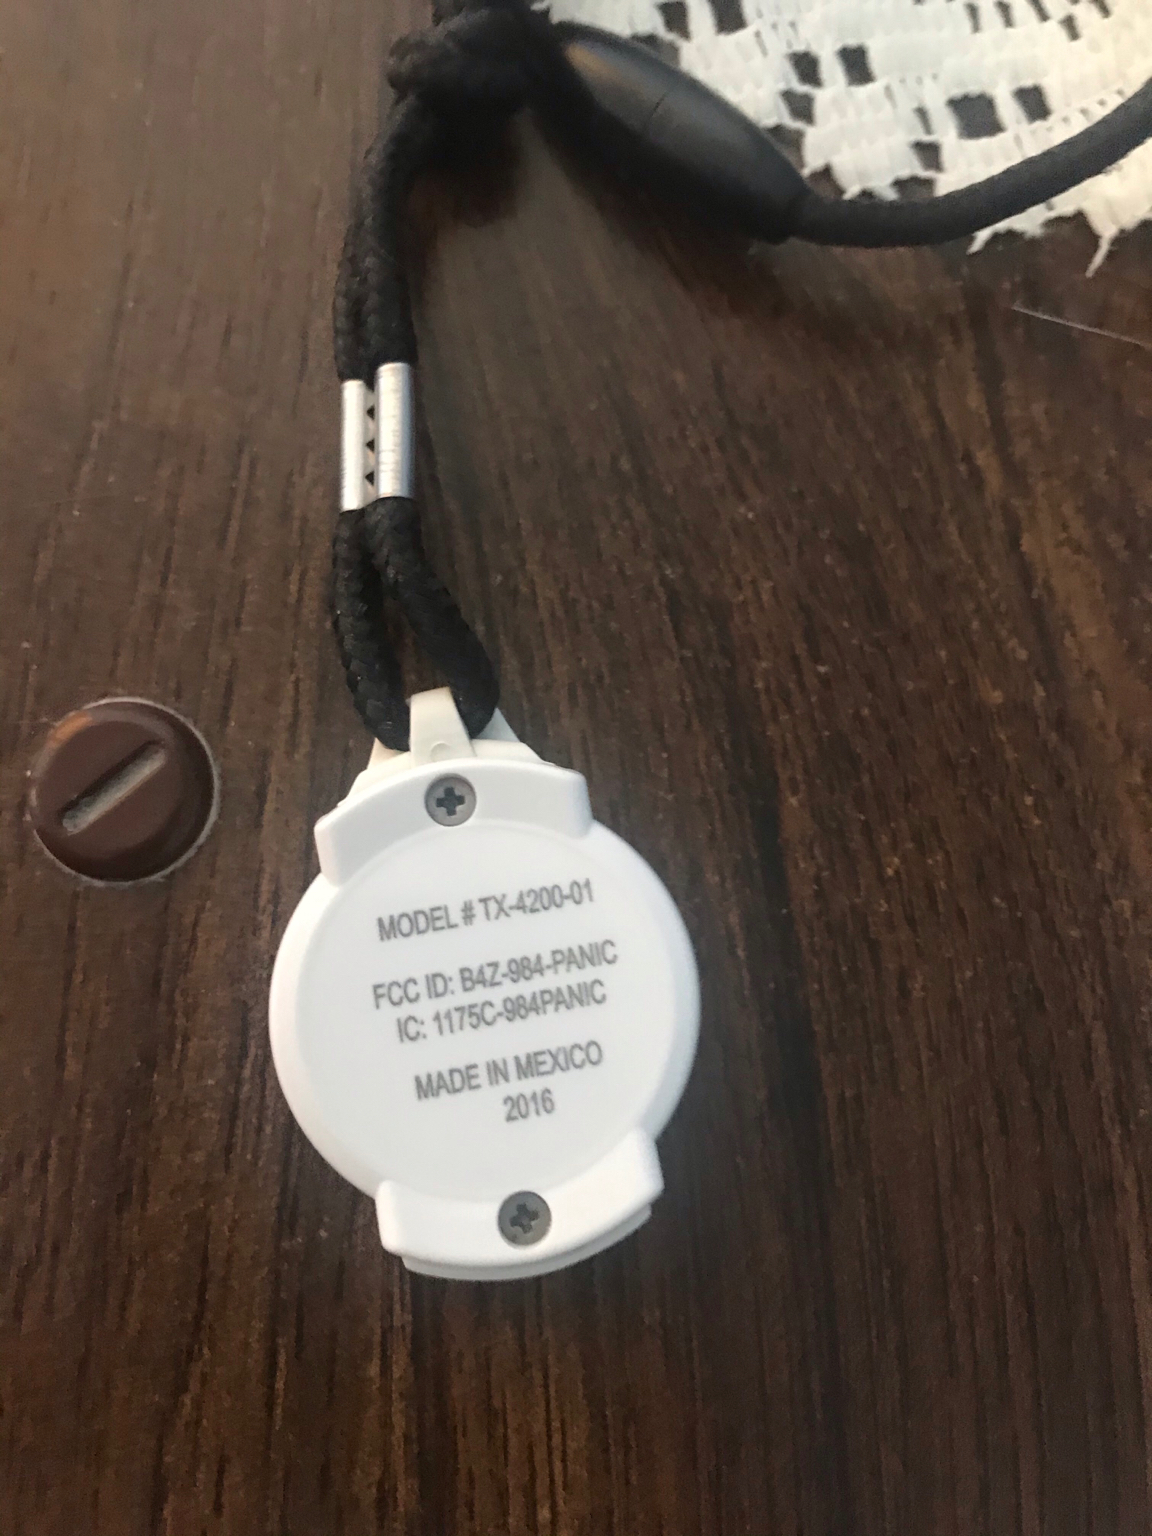 MODEL # TX-4200-01
FCC ID: B4Z-984-PANIC
IC: 1175C-984PANIC
MADE IN MEXICO
2016